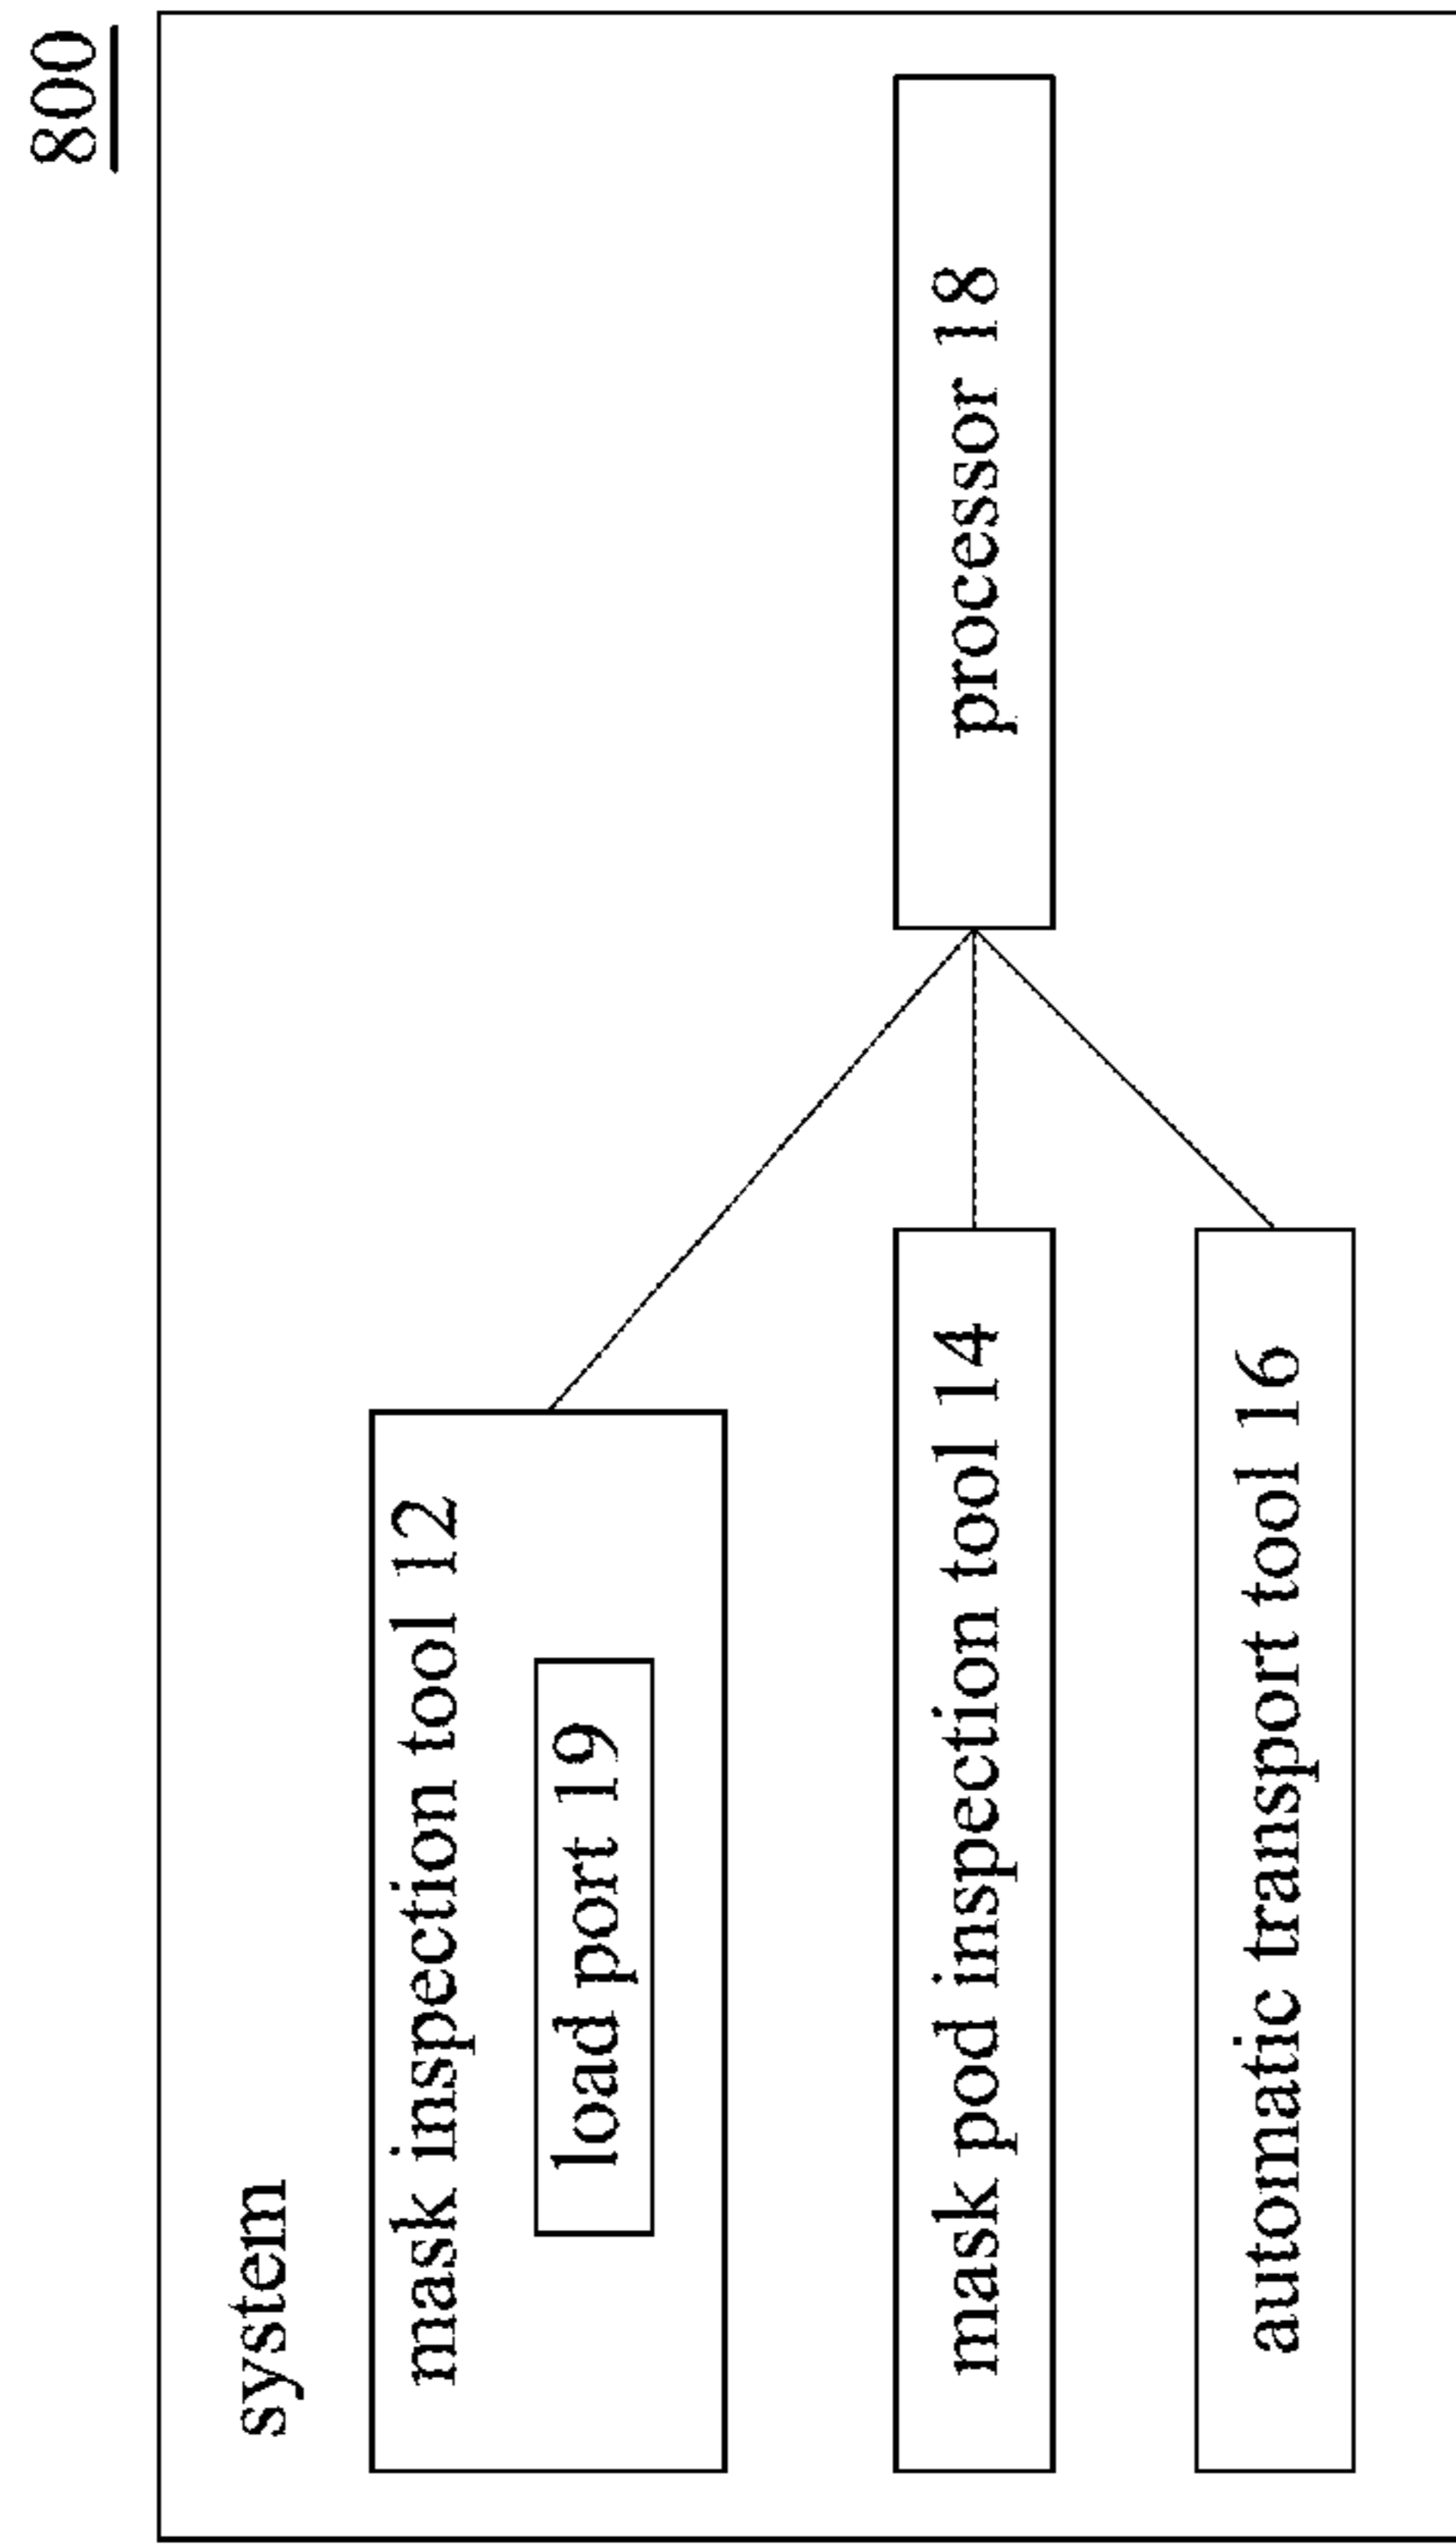 800
system
mask inspection tool 12
load port 19
mask pod inspection tool 14
processor 18
automatic transport tool 16